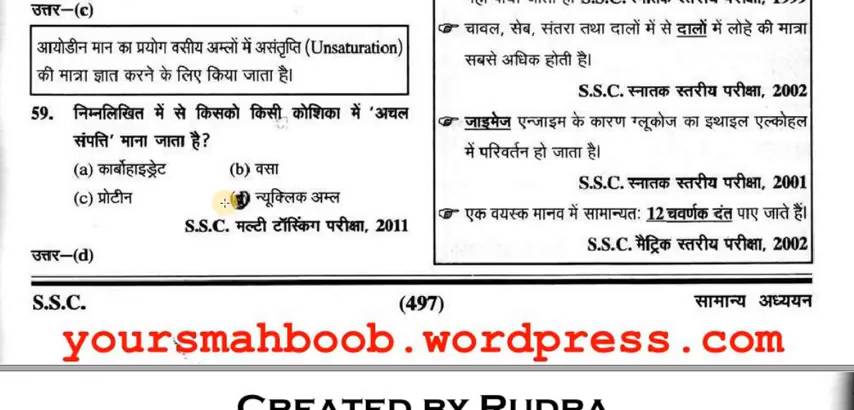 उत्तर–(c)
आयोडीन मान का प्रयोग वसीय अम्लों में असंतृप्ति (Unsaturation)
की मात्रा ज्ञात करने के लिए किया जाता है।
59. निम्नलिखित में से किसको किसी कोशिका में ‘अचल
संपत्ति’ माना जाता है?
(a) कार्बोहाइड्रेट (b) वसा
(c) प्रोटीन (d) न्यूक्लिक अम्ल
S.S.C. मल्टी टॉस्किंग परीक्षा, 2011
उत्तर–(d)
☞ चावल, सेब, संतरा तथा दालों में से दालों में लोहे की मात्रा
सबसे अधिक होती है।
S.S.C. स्नातक स्तरीय परीक्षा, 2002
☞ जाइमेज एन्जाइम के कारण ग्लूकोज का इथाइल एल्कोहल
में परिवर्तन हो जाता है।
S.S.C. स्नातक स्तरीय परीक्षा, 2001
☞ एक वयस्क मानव में सामान्यतः 12 चवर्णक दंत पाए जाते हैं।
S.S.C. मैट्रिक स्तरीय परीक्षा, 2002
S.S.C. (497) सामान्य अध्ययन
yoursmahboob.wordpress.com
CREATED BY RUDRA